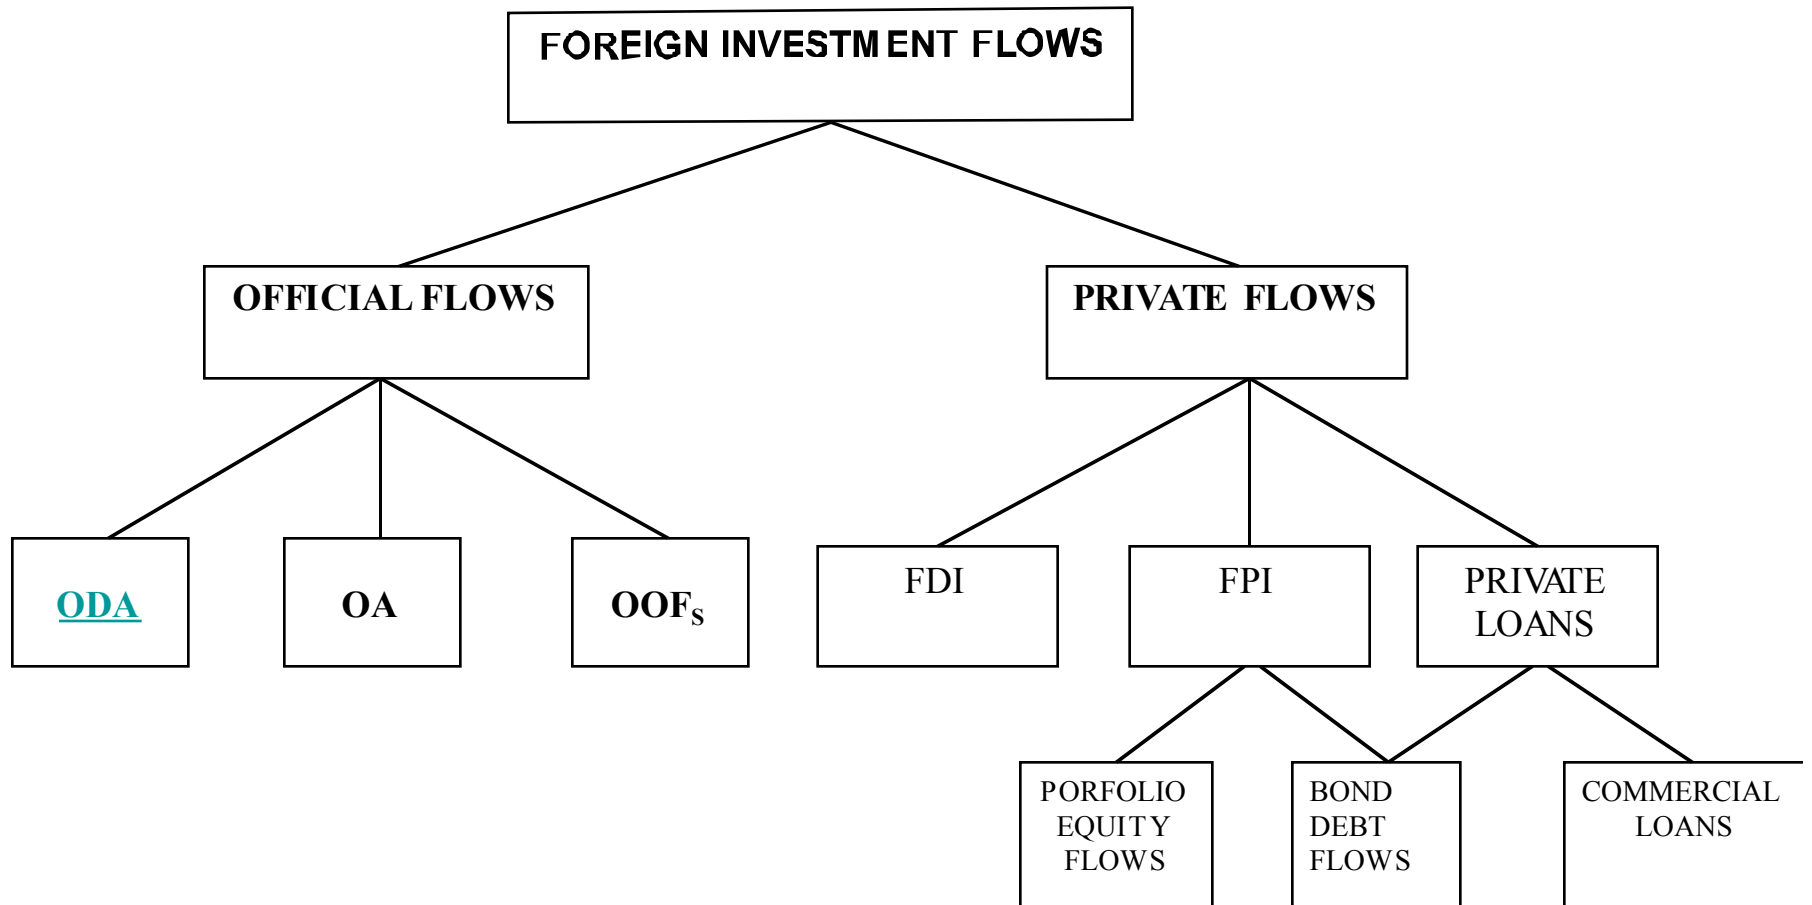 FOREIGN INVESTMENT FLOWS
OFFICIAL FLOWS
PRIVATE FLOWS
ODA
OA
OOFs
FDI
FPI
PRIVATE
LOANS
PORFOLIO
EQUITY
FLOWS
BOND
DEBT
FLOWS
COMMERCIAL
LOANS